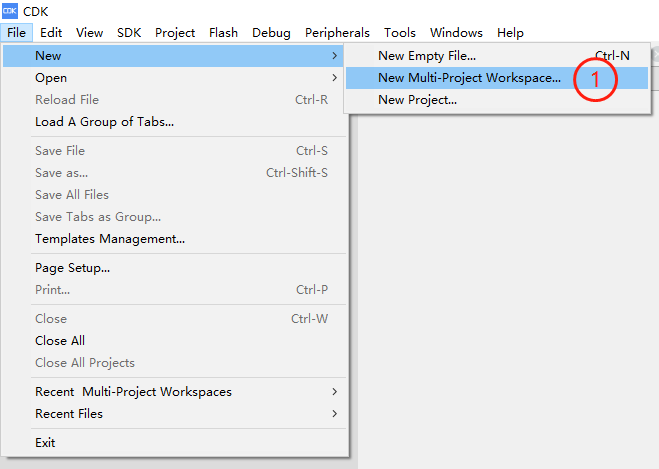 CDK CDK
File Edit View SDK Project Flash Debug Peripherals Tools Windows Help
New
Open
Reload File Ctrl-R
Load A Group of Tabs...
Save File Ctrl-S
Save as... Ctrl-Shift-S
Save All Files
Save Tabs as Group...
Templates Management...
Page Setup...
Print... Ctrl-P
Close Ctrl-W
Close All
Close All Projects
Recent  Multi-Project Workspaces
Recent Files
Exit
New Empty File... Ctrl-N
New Multi-Project Workspace... 1
New Project...